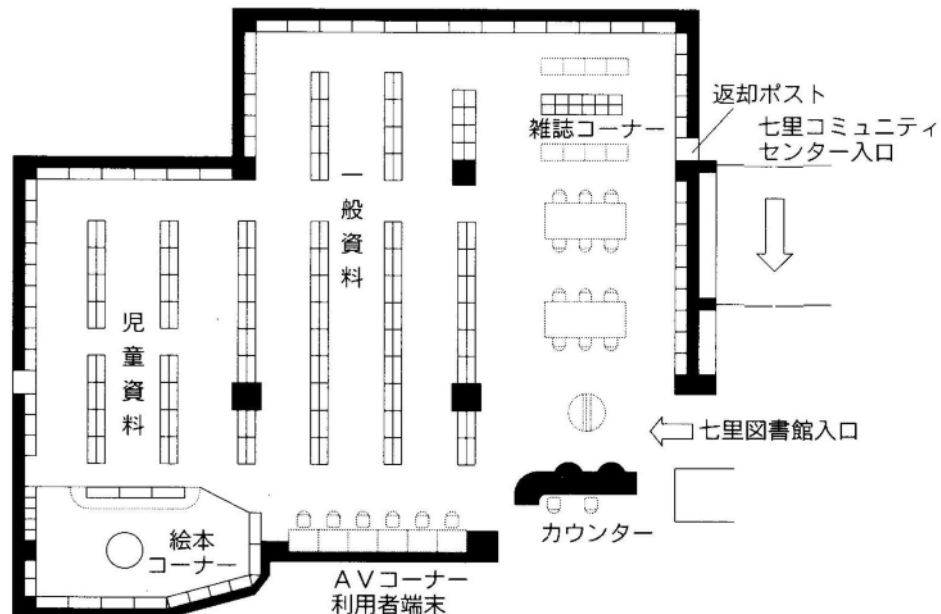 返却ポスト
七里コミュニティ
センター入口
雑誌コーナー
一般資料
児童資料
七里図書館入口
カウンター
絵本
コーナー
AVコーナー
利用者端末